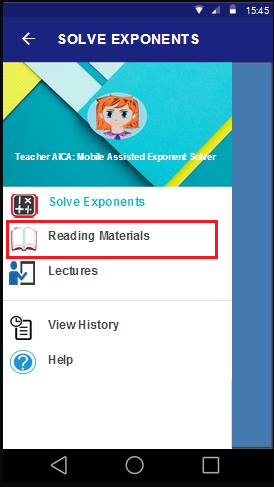 15:45
SOLVE EXPONENTS
Teacher AICA: Mobile Assisted Exponent Solver
Solve Exponents
Reading Materials
Lectures
View History
Help